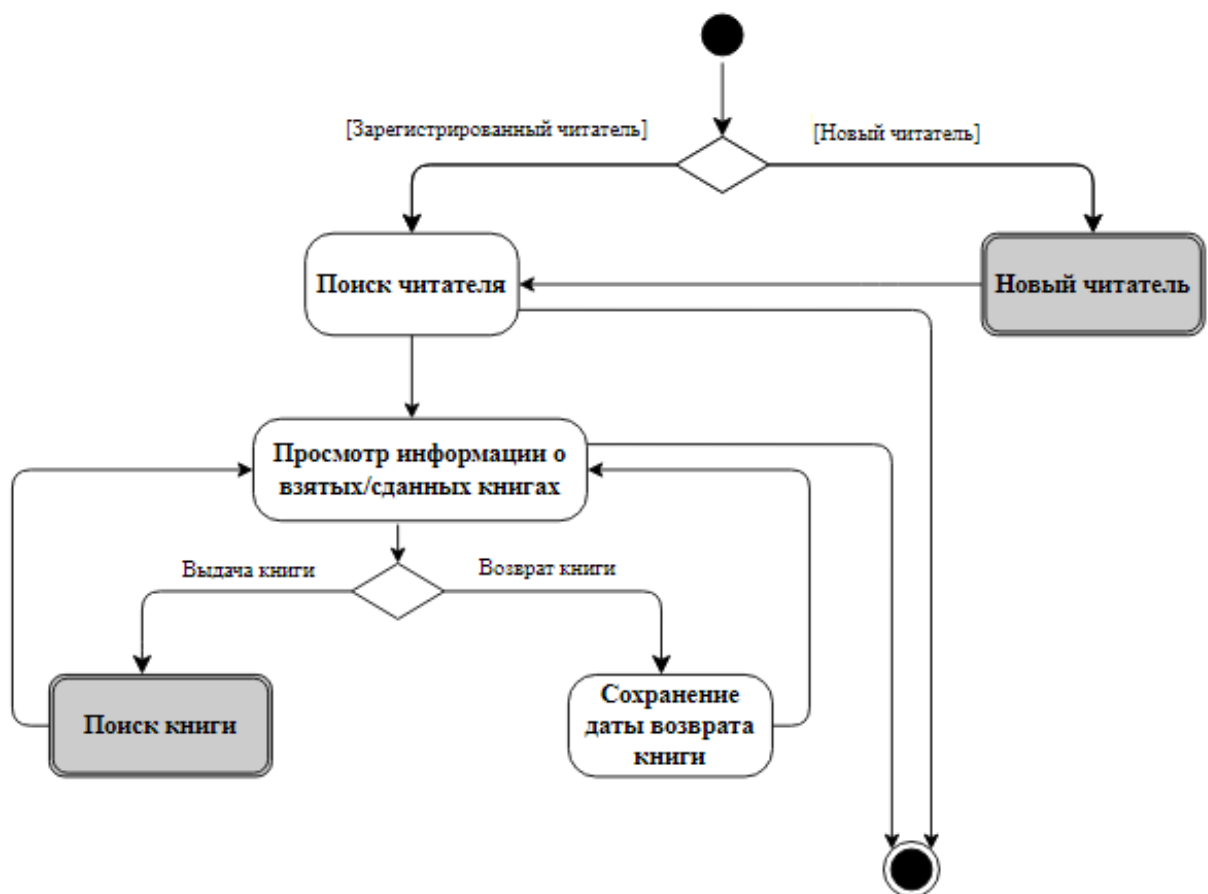 [Зарегистрированный читатель]
[Новый читатель]
Поиск читателя
Новый читатель
Просмотр информации о
взятых/сданных книгах
Выдача книги
Возврат книги
Поиск книги
Сохранение
даты возврата
книги